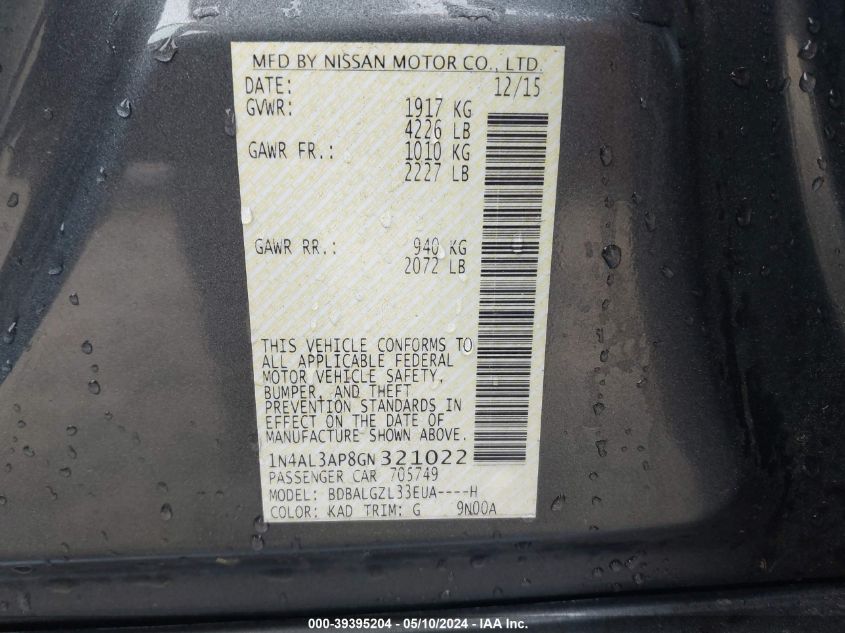 MFD BY NISSAN MOTOR CO., LTD.
DATE: 12/15
GVWR: 1917 KG
4226 LB
GAWR FR.: 1010 KG
2227 LB
GAWR RR.: 940 KG
2072 LB
THIS VEHICLE CONFORMS TO
ALL APPLICABLE FEDERAL
MOTOR VEHICLE SAFETY,
BUMPER, AND THEFT
PREVENTION STANDARDS IN
EFFECT ON THE DATE OF
MANUFACTURE SHOWN ABOVE.
1N4AL3AP8GN321022
PASSENGER CAR 705749
MODEL: BDBALGZL33EUA----H
COLOR: KAD TRIM: G 9N00A
000-39395204 - 05/10/2024 - IAAI Inc.